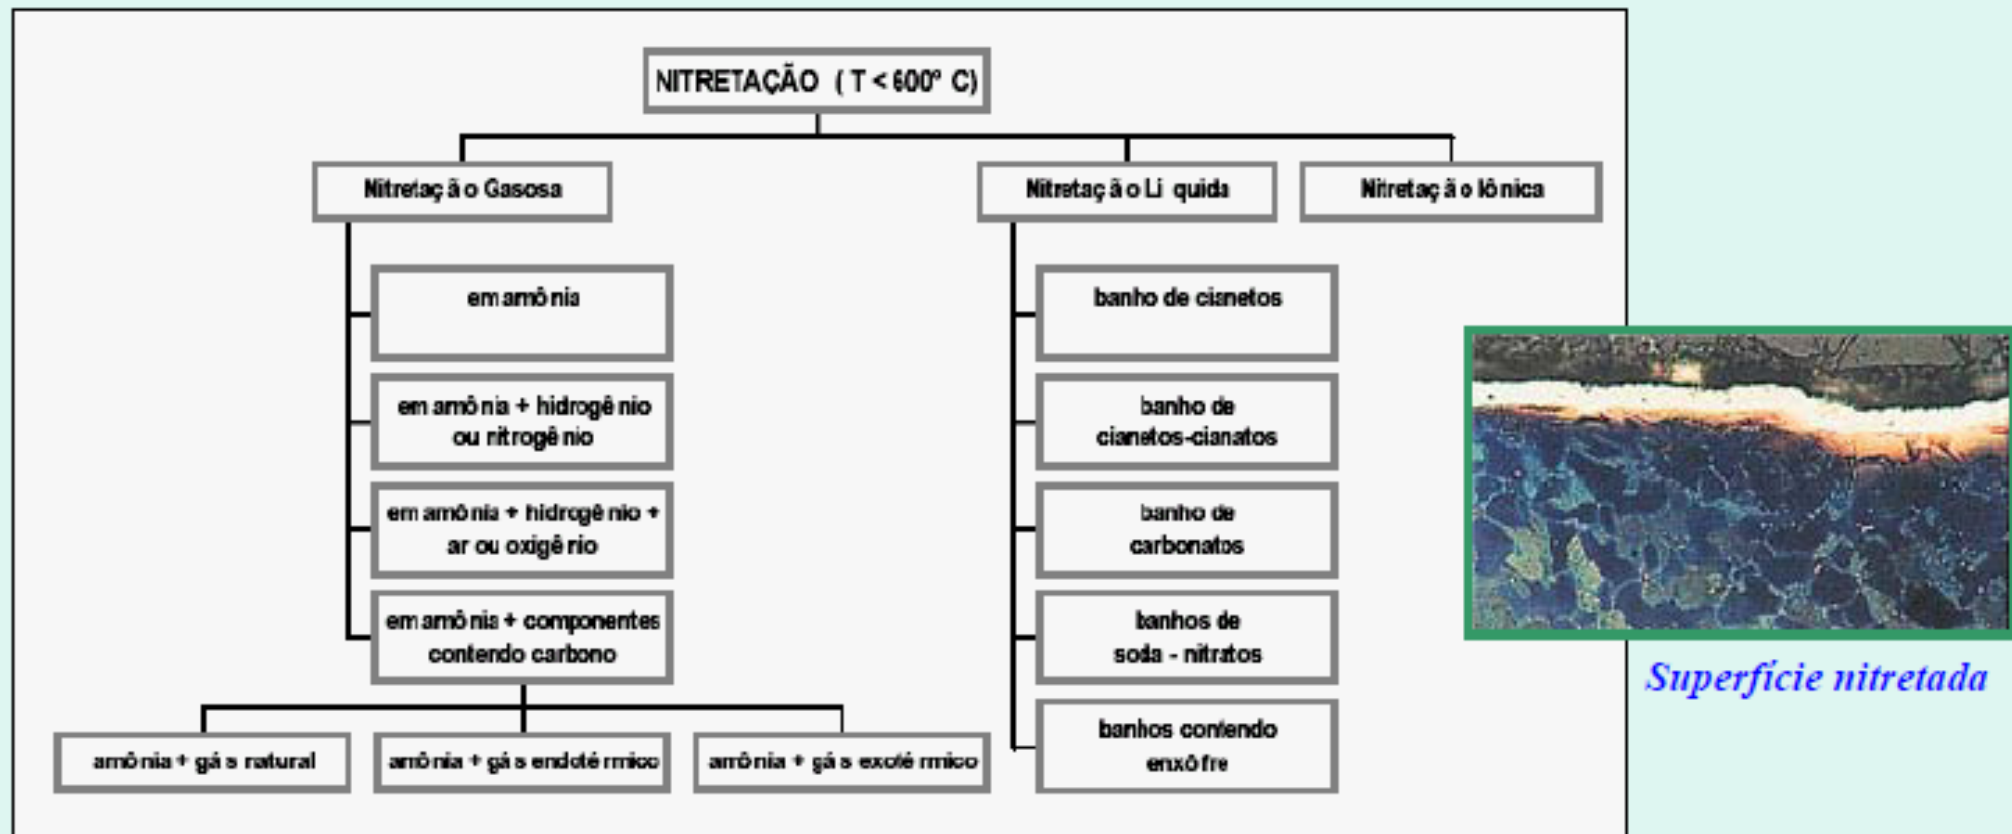 NITRETAÇÃO ( T < 600º C)
Nitretação Gasosa
Nitretação Líquida
Nitretação Iônica
em amônia
em amônia + hidrogênio
ou nitrogênio
em amônia + hidrogênio +
ar ou oxigênio
em amônia + componentes
contendo carbono
amônia + gás natural
amônia + gás endotérmico
amônia + gás exotérmico
banho de cianetos
banho de
cianetos-cianatos
banho de
carbonatos
banhos de
soda - nitratos
banhos contendo
enxôfre
Superfície nitretada